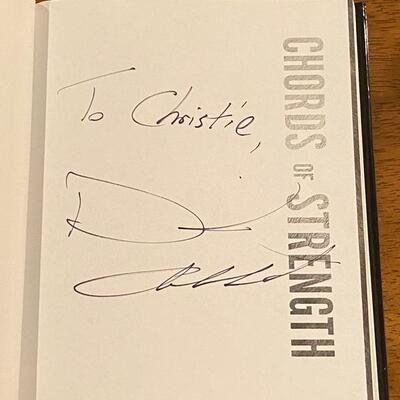 To Christie,
CHORDS OF STRENGTH